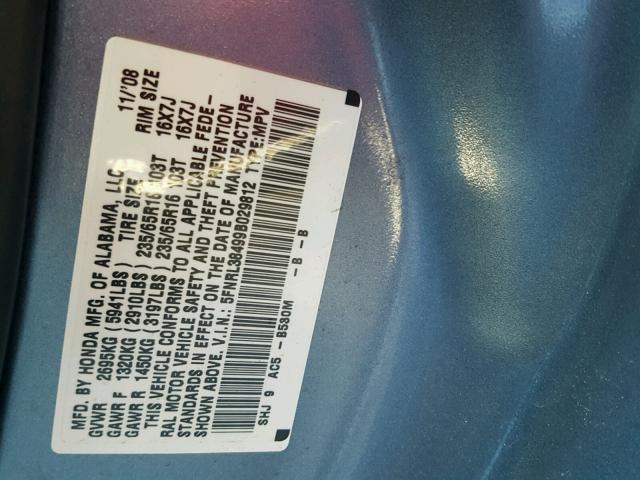 MFD. BY HONDA MFG. OF ALABAMA, LLC 11/'08
GVWR 2695KG (5941LBS) TIRE SIZE RIM SIZE
GAWR F 1320KG (2910LBS) 235/65R16 103T 16X7J
GAWR R 1450KG (3197LBS) 235/65R16 103T 16X7J
THIS VEHICLE CONFORMS TO ALL APPLICABLE FEDE-
RAL MOTOR VEHICLE SAFETY AND THEFT PREVENTION
STANDARDS IN EFFECT ON THE DATE OF MANUFACTURE
SHOWN ABOVE. V.I.N.: 5FNRL38499B029812 TYPE:MPV
SHJ 9 AC5 -B530M -B -B